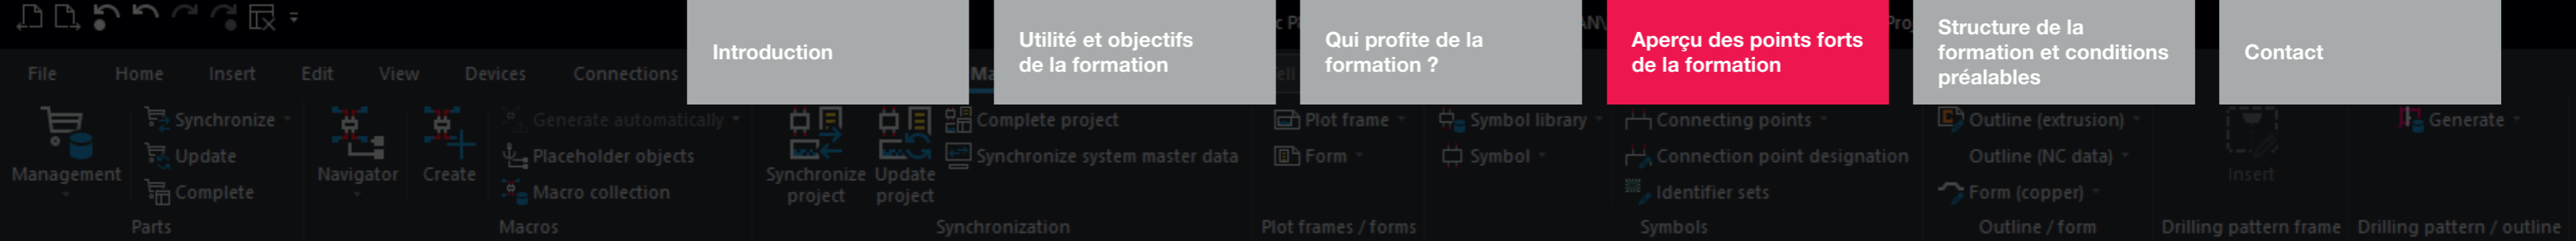 Introduction
Utilité et objectifs
de la formation
Qui profite de la
formation ?
Aperçu des points forts
de la formation
Structure de la
formation et conditions
préalables
Contact
File
Home
Insert
Edit
View
Devices
Connections
Ma
Management
Synchronize
Update
Complete
Parts
Navigator
Create
Generate automatically
Placeholder objects
Macro collection
Macros
Synchronize
project
Update
project
Complete project
Synchronize system master data
Synchronization
Plot frame
Form
Plot frames / forms
Symbol library
Symbol
Connecting points
Connection point designation
Identifier sets
Symbols
Outline (extrusion)
Outline (NC data)
Form (copper)
Outline / form
Insert
Drilling pattern frame
Generate
Drilling pattern / outline